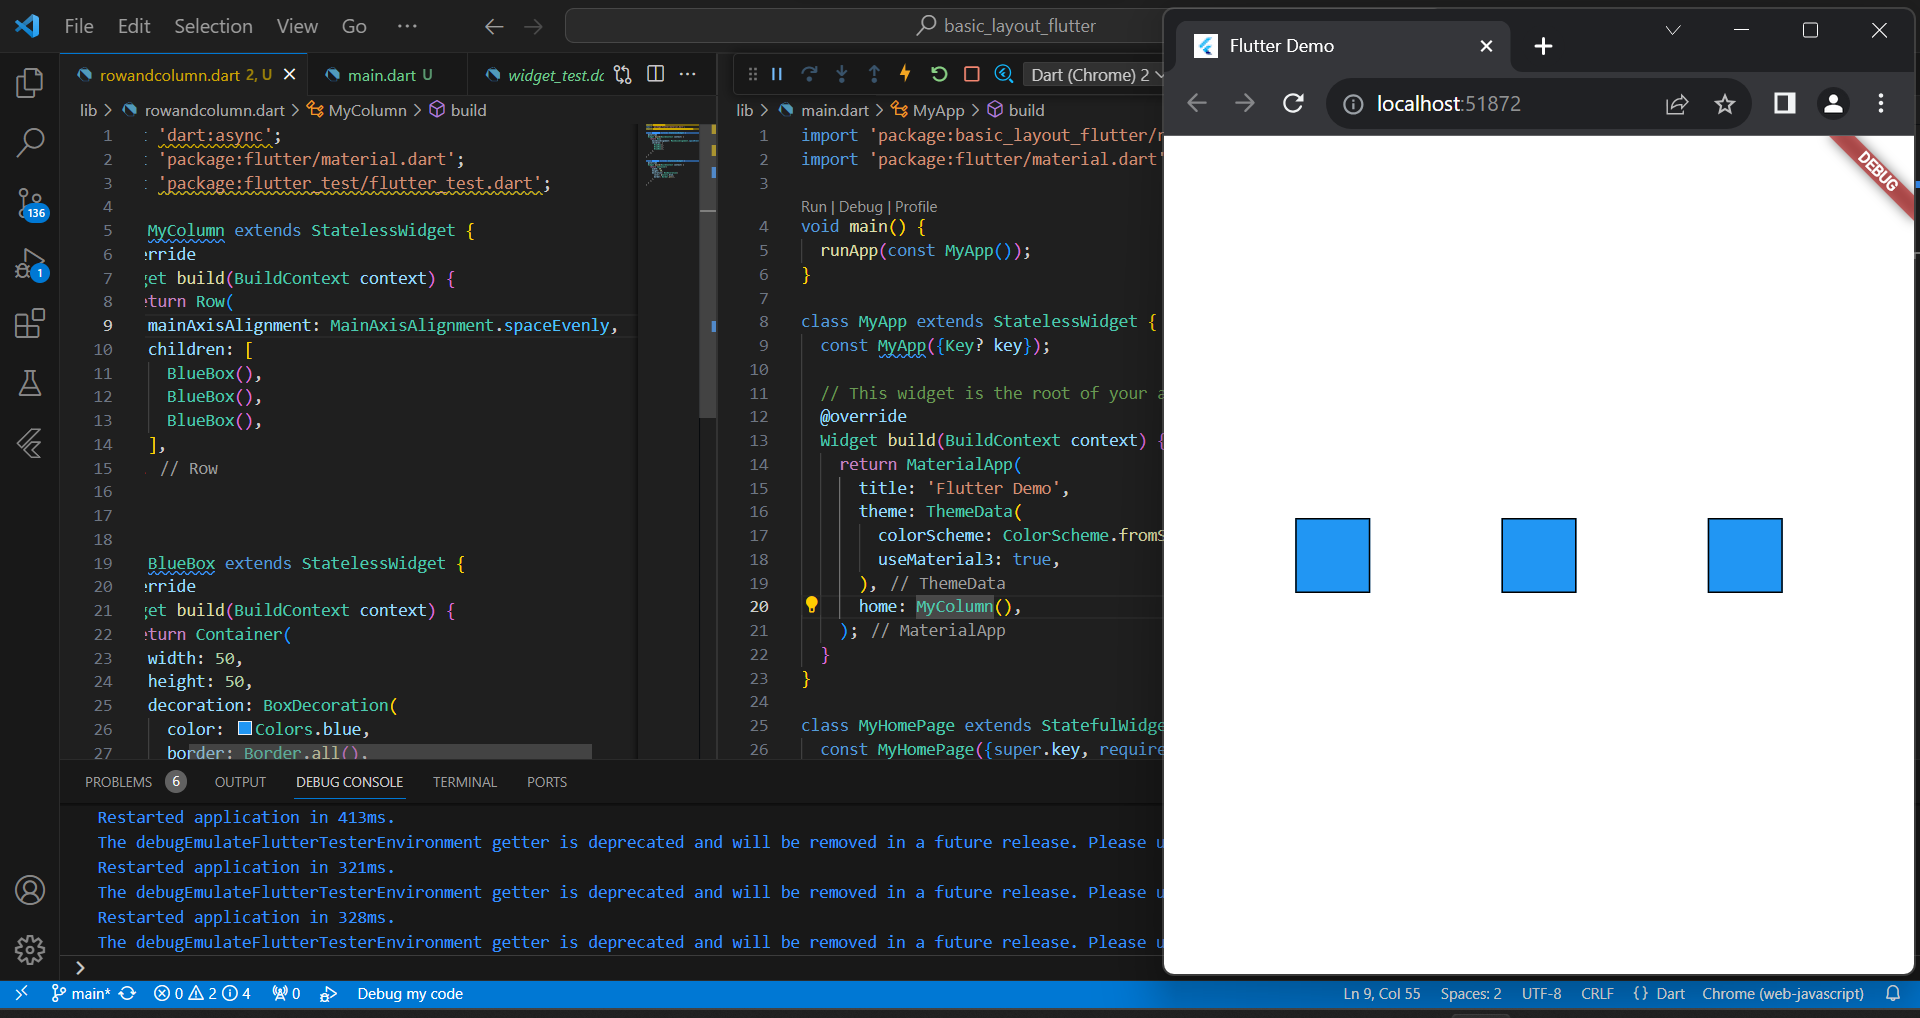 File Edit Selection View Go ··· basic_layout_flutter
rowandcolumn.dart 2, U main.dart U widget_test.dc
lib > rowandcolumn.dart > MyColumn > build
1 'dart:async';
2 'package:flutter/material.dart';
3 'package:flutter_test/flutter_test.dart';
4
5 MyColumn extends StatelessWidget {
6 rride
7 get build(BuildContext context) {
8 turn Row(
9 mainAxisAlignment: MainAxisAlignment.spaceEvenly,
10 children: [
11 BlueBox(),
12 BlueBox(),
13 BlueBox(),
14 ],
15 // Row
16
17
18
19 BlueBox extends StatelessWidget {
20 rride
21 get build(BuildContext context) {
22 turn Container(
23 width: 50,
24 height: 50,
25 decoration: BoxDecoration(
26 color: Colors.blue,
27 border: Border.all(),
Dart (Chrome) 2
lib > main.dart > MyApp > build
1 import 'package:basic_layout_flutter/
2 import 'package:flutter/material.dart'
3
Run | Debug | Profile
4 void main() {
5 runApp(const MyApp());
6 }
7
8 class MyApp extends StatelessWidget {
9 const MyApp({Key? key});
10
11 // This widget is the root of your a
12 @override
13 Widget build(BuildContext context) {
14 return MaterialApp(
15 title: 'Flutter Demo',
16 theme: ThemeData(
17 colorScheme: ColorScheme.fromS
18 useMaterial3: true,
19 ), // ThemeData
20 home: MyColumn(),
21 ); // MaterialApp
22 }
23 }
24
25 class MyHomePage extends StatefulWidge
26 const MyHomePage({super.key, require
Flutter Demo
localhost:51872
DEBUG
136
1
PROBLEMS 6 OUTPUT DEBUG CONSOLE TERMINAL PORTS
Restarted application in 413ms.
The debugEmulateFlutterTesterEnvironment getter is deprecated and will be removed in a future release. Please u
Restarted application in 321ms.
The debugEmulateFlutterTesterEnvironment getter is deprecated and will be removed in a future release. Please u
Restarted application in 328ms.
The debugEmulateFlutterTesterEnvironment getter is deprecated and will be removed in a future release. Please u
>
main* 0 2 4 0 Debug my code Ln 9, Col 55 Spaces: 2 UTF-8 CRLF {} Dart Chrome (web-javascript)